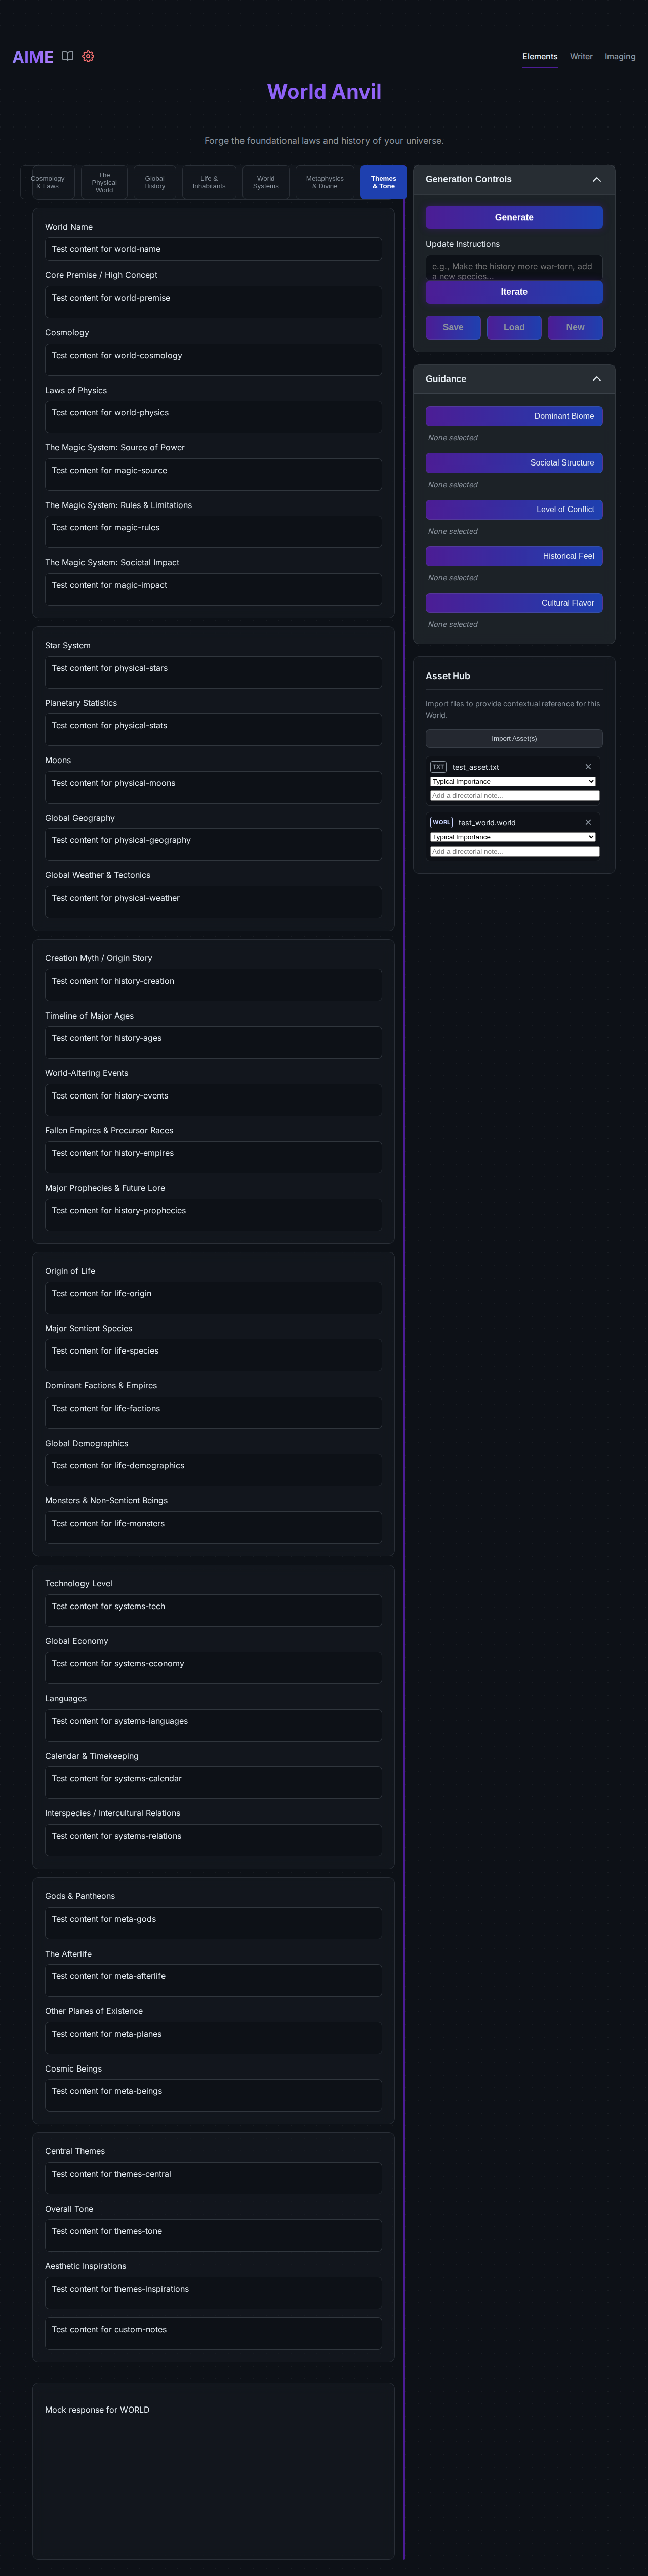 AIME
Elements
Writer
Imaging
World Anvil
Forge the foundational laws and history of your universe.
Cosmology
& Laws
The
Physical
World
Global
History
Life &
Inhabitants
World
Systems
Metaphysics
& Divine
Themes
& Tone
World Name
Test content for world-name
Core Premise / High Concept
Test content for world-premise
Cosmology
Test content for world-cosmology
Laws of Physics
Test content for world-physics
The Magic System: Source of Power
Test content for magic-source
The Magic System: Rules & Limitations
Test content for magic-rules
The Magic System: Societal Impact
Test content for magic-impact
Star System
Test content for physical-stars
Planetary Statistics
Test content for physical-stats
Moons
Test content for physical-moons
Global Geography
Test content for physical-geography
Global Weather & Tectonics
Test content for physical-weather
Creation Myth / Origin Story
Test content for history-creation
Timeline of Major Ages
Test content for history-ages
World-Altering Events
Test content for history-events
Fallen Empires & Precursor Races
Test content for history-empires
Major Prophecies & Future Lore
Test content for history-prophecies
Origin of Life
Test content for life-origin
Major Sentient Species
Test content for life-species
Dominant Factions & Empires
Test content for life-factions
Global Demographics
Test content for life-demographics
Monsters & Non-Sentient Beings
Test content for life-monsters
Technology Level
Test content for systems-tech
Global Economy
Test content for systems-economy
Languages
Test content for systems-languages
Calendar & Timekeeping
Test content for systems-calendar
Interspecies / Intercultural Relations
Test content for systems-relations
Gods & Pantheons
Test content for meta-gods
The Afterlife
Test content for meta-afterlife
Other Planes of Existence
Test content for meta-planes
Cosmic Beings
Test content for meta-beings
Central Themes
Test content for themes-central
Overall Tone
Test content for themes-tone
Aesthetic Inspirations
Test content for themes-inspirations
Test content for custom-notes
Mock response for WORLD
Generation Controls
Generate
Update Instructions
e.g., Make the history more war-torn, add
a new species...
Iterate
Save
Load
New
Guidance
Dominant Biome
None selected
Societal Structure
None selected
Level of Conflict
None selected
Historical Feel
None selected
Cultural Flavor
None selected
Asset Hub
Import files to provide contextual reference for this
World.
Import Asset(s)
TXT
test_asset.txt
Typical Importance
Add a directorial note...
WORL
test_world.world
Typical Importance
Add a directorial note...